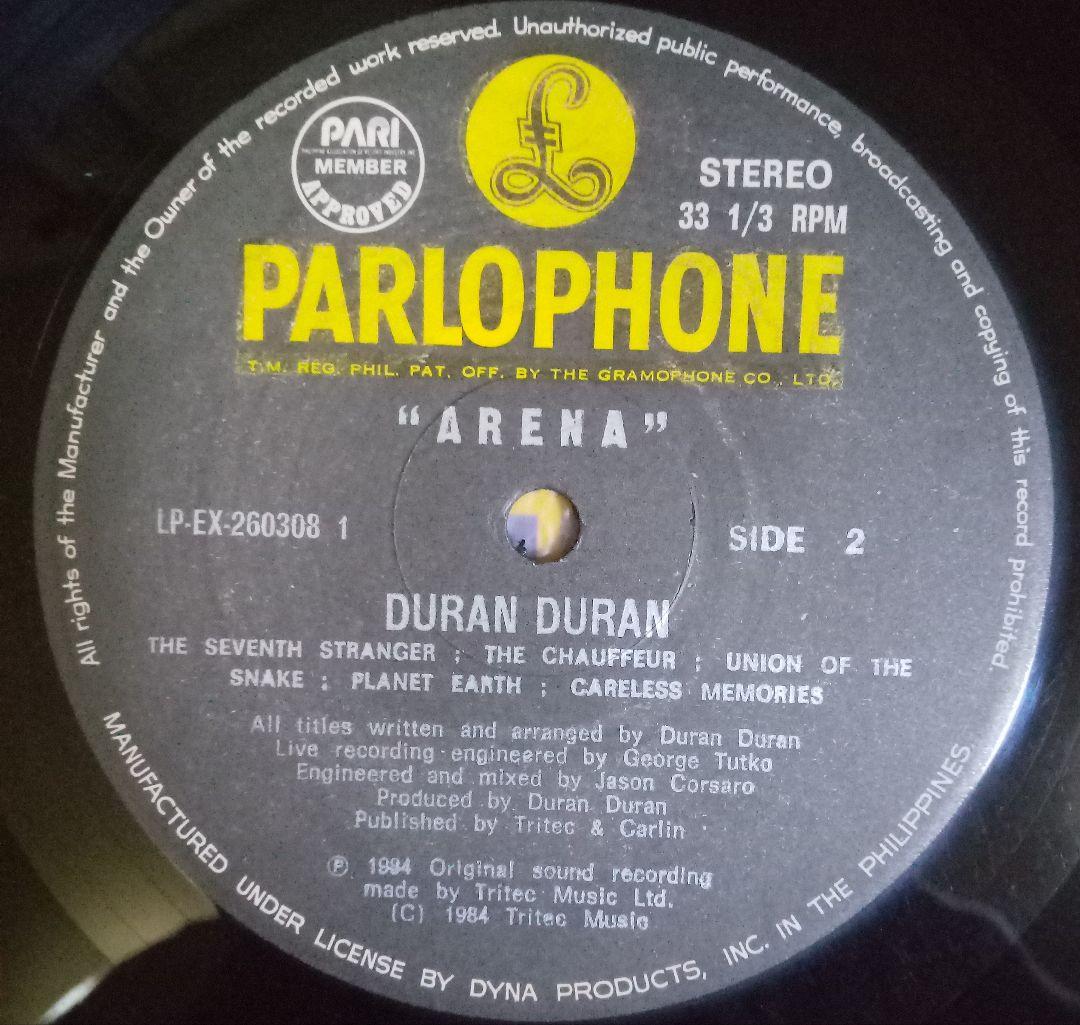 All rights of the Manufacturer and the Owner of the recorded work reserved. Unauthorized public performance, broadcasting and copying of this record prohibited.
PARI
MEMBER
APPROVED
£
STEREO
33 1/3 RPM
PARLOPHONE
T.M. REG. PHIL. PAT. OFF. BY THE GRAMOPHONE CO., LTD.
“ARENA”
LP-EX-260308 1
SIDE 2
DURAN DURAN
THE SEVENTH STRANGER ; THE CHAUFFEUR ; UNION OF THE
SNAKE ; PLANET EARTH ; CARELESS MEMORIES
All titles written and arranged by Duran Duran
Live recording engineered by George Tutko
Engineered and mixed by Jason Corsaro
Produced by Duran Duran
Published by Tritec & Carlin
℗ 1984 Original sound recording
made by Tritec Music Ltd.
(C) 1984 Tritec Music
MANUFACTURED UNDER LICENSE BY DYNA PRODUCTS, INC. IN THE PHILIPPINES